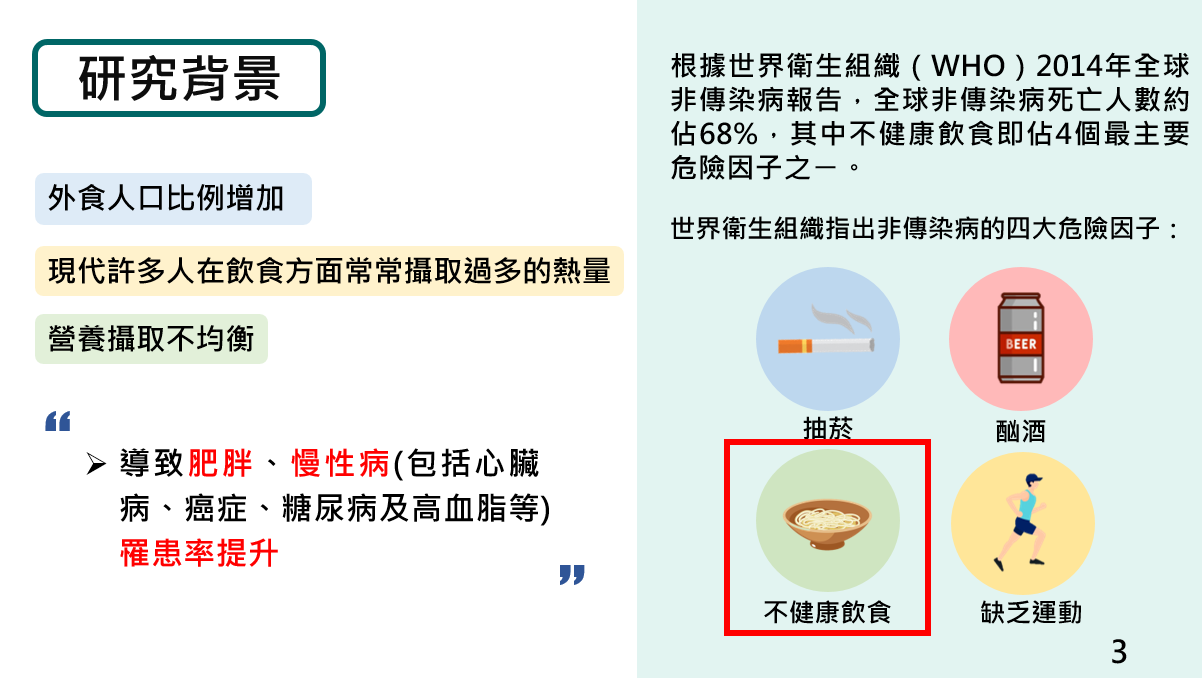 研究背景
外食人口比例增加
現代許多人在飲食方面常常攝取過多的熱量
營養攝取不均衡
“
➢ 導致肥胖、慢性病(包括心臟
病、癌症、糖尿病及高血脂等)
罹患率提升
”
根據世界衛生組織（WHO）2014年全球
非傳染病報告，全球非傳染病死亡人數約
佔68%，其中不健康飲食即佔4個最主要
危險因子之一。
世界衛生組織指出非傳染病的四大危險因子：
BEER
抽菸
酗酒
不健康飲食
缺乏運動
3